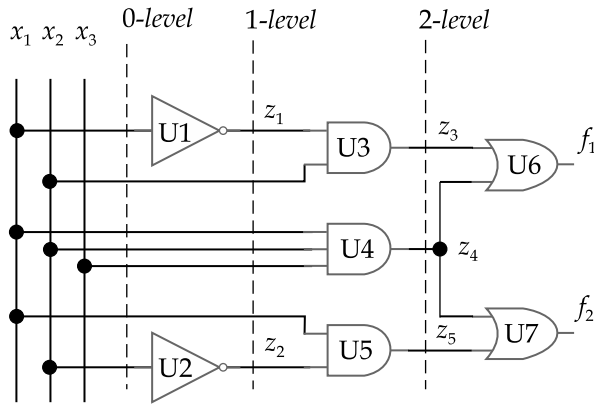 0-level 1-level 2-level
x₁ x₂ x₃
U1 z₁ U3 z₃ U6 f₁
U4 z₄
U2 z₂ U5 z₅ U7 f₂